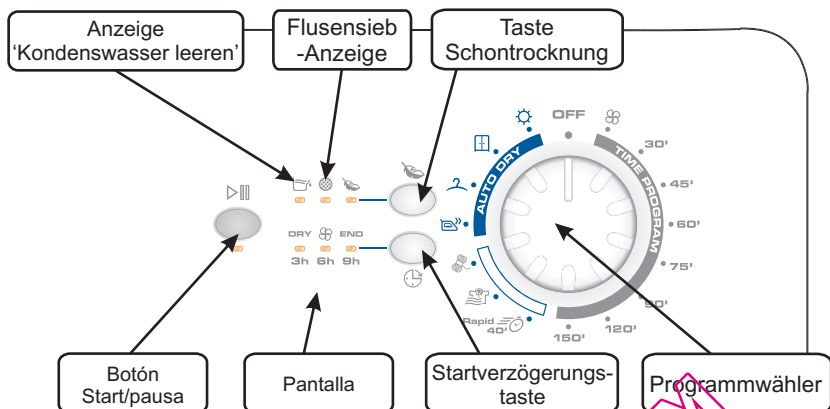 Anzeige
'Kondenswasser leeren'
Flusensieb
-Anzeige
Taste
Schontrocknung
OFF
30'
45'
60'
75'
90'
120'
150'
AUTO DRY
TIME PROGRAM
Rapid
40'
DRY
END
3h
6h
9h
Botón
Start/pausa
Pantalla
Startverzögerungs-
taste
Programmwähler